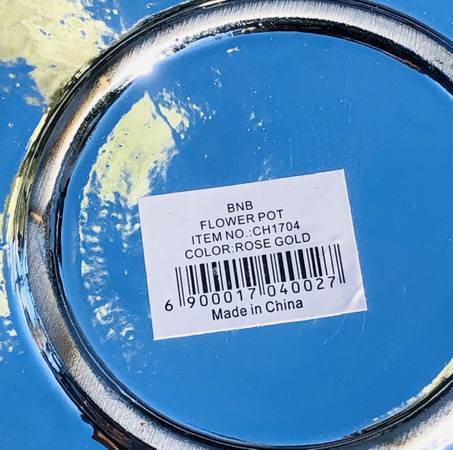 BNB
FLOWER POT
ITEM NO.:CH1704
COLOR:ROSE GOLD
6 900017 040027
Made in China